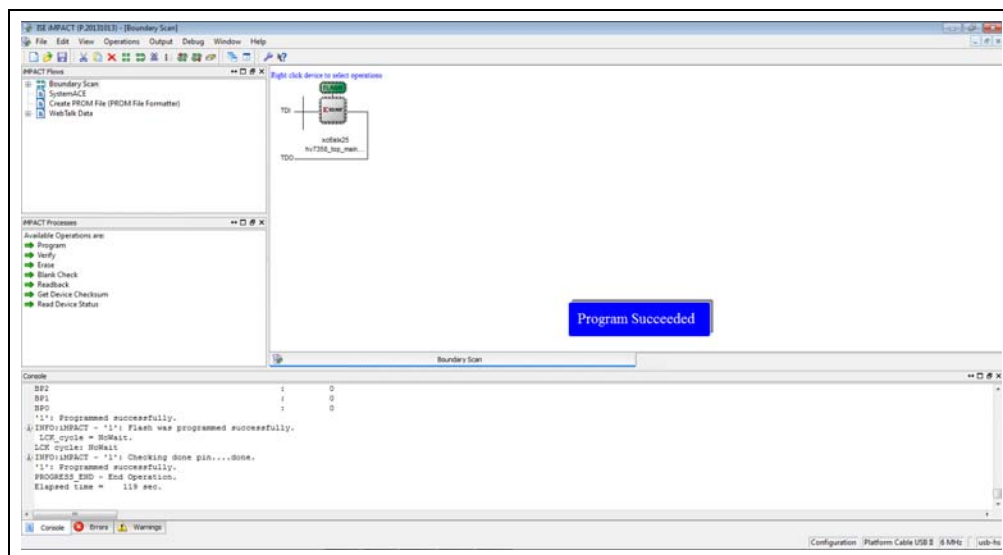 ISE iMPACT (P.20131013) - [Boundary Scan]
File Edit View Operations Output Debug Window Help
iMPACT Flows
Boundary Scan
SystemACE
Create PROM File (PROM File Formatter)
WebTalk Data
Right click device to select operations
FLASH
TDI
XILINX
xc6slx25
hv7358_top_main...
TDO
iMPACT Processes
Available Operations are:
Program
Verify
Erase
Blank Check
Readback
Get Device Checksum
Read Device Status
Program Succeeded
Boundary Scan
Console
BP2 : 0
BP1 : 0
BP0 : 0
'1': Programmed successfully.
INFO:iMPACT - '1': Flash was programmed successfully.
LCK_cycle = NoWait.
LCK cycle: NoWait
INFO:iMPACT - '1': Checking done pin....done.
'1': Programmed successfully.
PROGRESS_END - End Operation.
Elapsed time = 119 sec.
Console Errors Warnings
Configuration Platform Cable USB II 6 MHz usb-hs